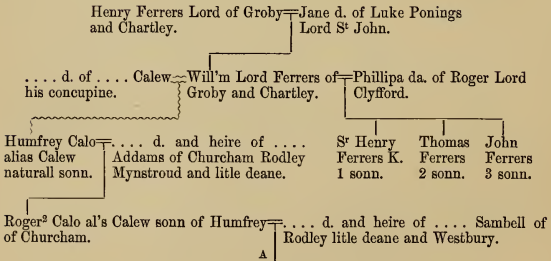 Henry Ferrers Lord of Groby Jane d. of Luke Ponings
and Chartley. Lord St John.
. . . . d. of . . . . Calew Will'm Lord Ferrers of Phillipa da. of Roger Lord
his concupine. Groby and Chartley. Clyfford.
Humfrey Calo . . . . d. and heire of . . . . Sr Henry Thomas John
alias Calew Addams of Churcham Rodley Ferrers K. Ferrers Ferrers
naturall sonn. Mynstroud and litle deane. 1 sonn. 2 sonn. 3 sonn.
Roger2 Calo al's Calew sonn of Humfrey . . . . d. and heire of . . . . Sambell of
of Churcham. Rodley litle deane and Westbury.
A